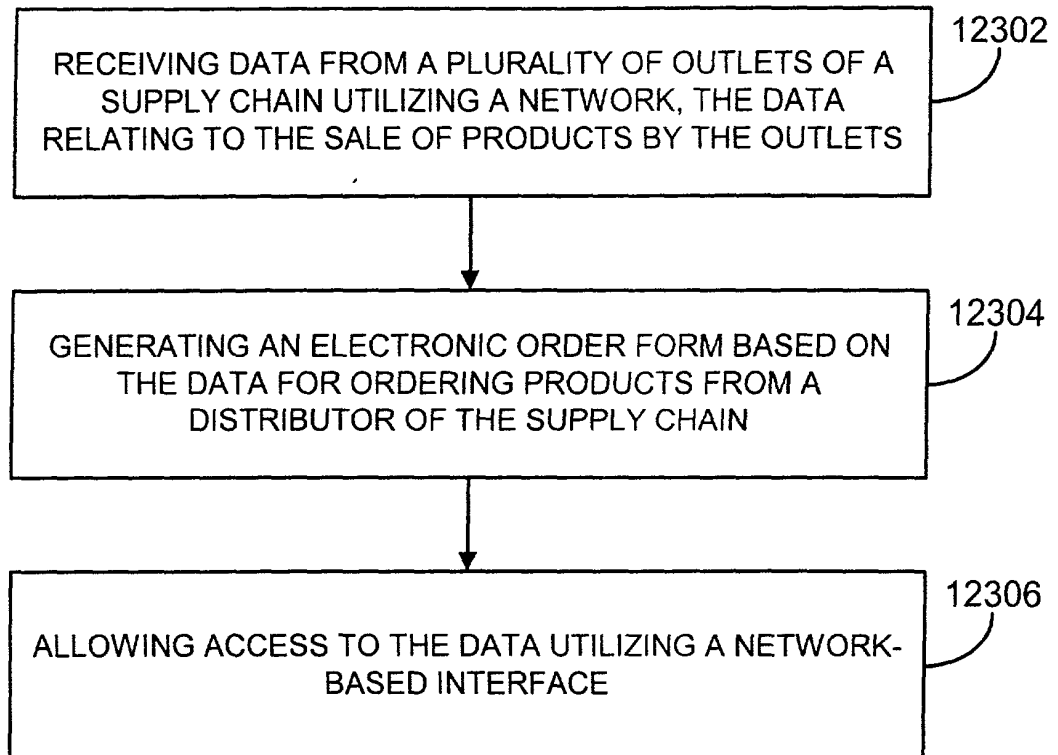 12302
RECEIVING DATA FROM A PLURALITY OF OUTLETS OF A
SUPPLY CHAIN UTILIZING A NETWORK, THE DATA
RELATING TO THE SALE OF PRODUCTS BY THE OUTLETS
12304
GENERATING AN ELECTRONIC ORDER FORM BASED ON
THE DATA FOR ORDERING PRODUCTS FROM A
DISTRIBUTOR OF THE SUPPLY CHAIN
12306
ALLOWING ACCESS TO THE DATA UTILIZING A NETWORK-
BASED INTERFACE